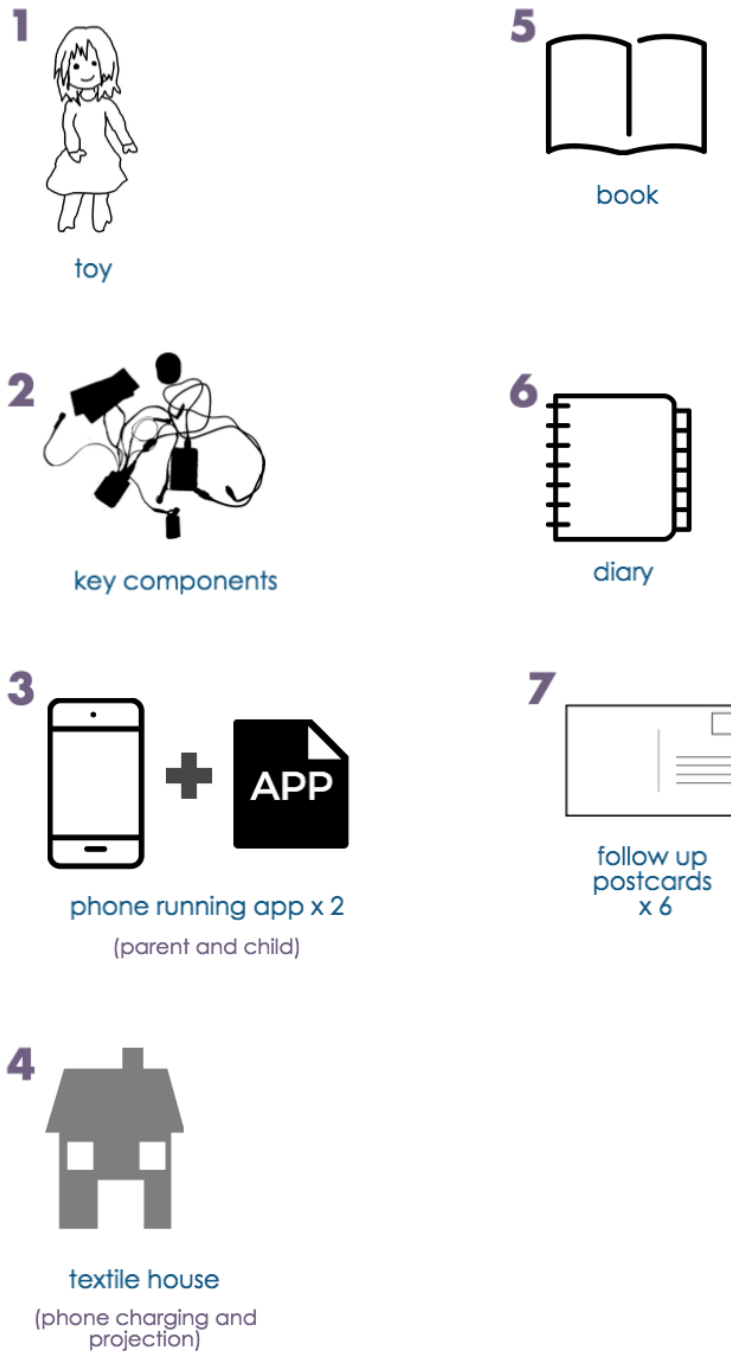 1
toy
2
key components
3
APP
phone running app x 2
(parent and child)
4
textile house
(phone charging and
projection)
5
book
6
diary
7
follow up
postcards
x 6